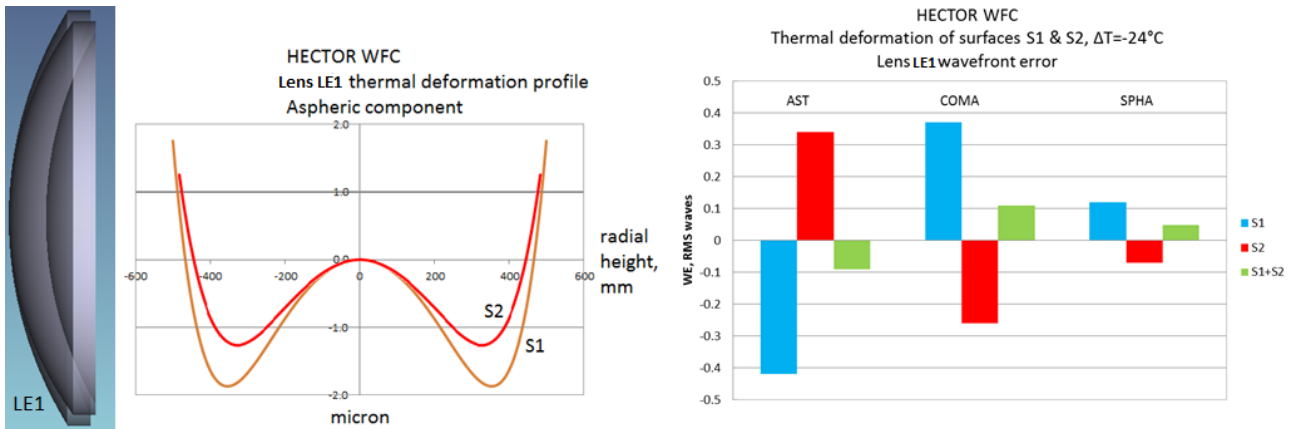 LE1
HECTOR WFC
Lens LE1 thermal deformation profile
Aspheric component
2.0
1.0
0.0
-1.0
-2.0
-600
-400
-200
0
200
400
600
radial
height,
mm
S2
S1
micron
HECTOR WFC
Thermal deformation of surfaces S1 & S2, ΔT=-24°C
Lens LE1 wavefront error
WE, RMS waves
0.5
0.4
0.3
0.2
0.1
0
-0.1
-0.2
-0.3
-0.4
-0.5
AST
COMA
SPHA
S1
S2
S1+S2